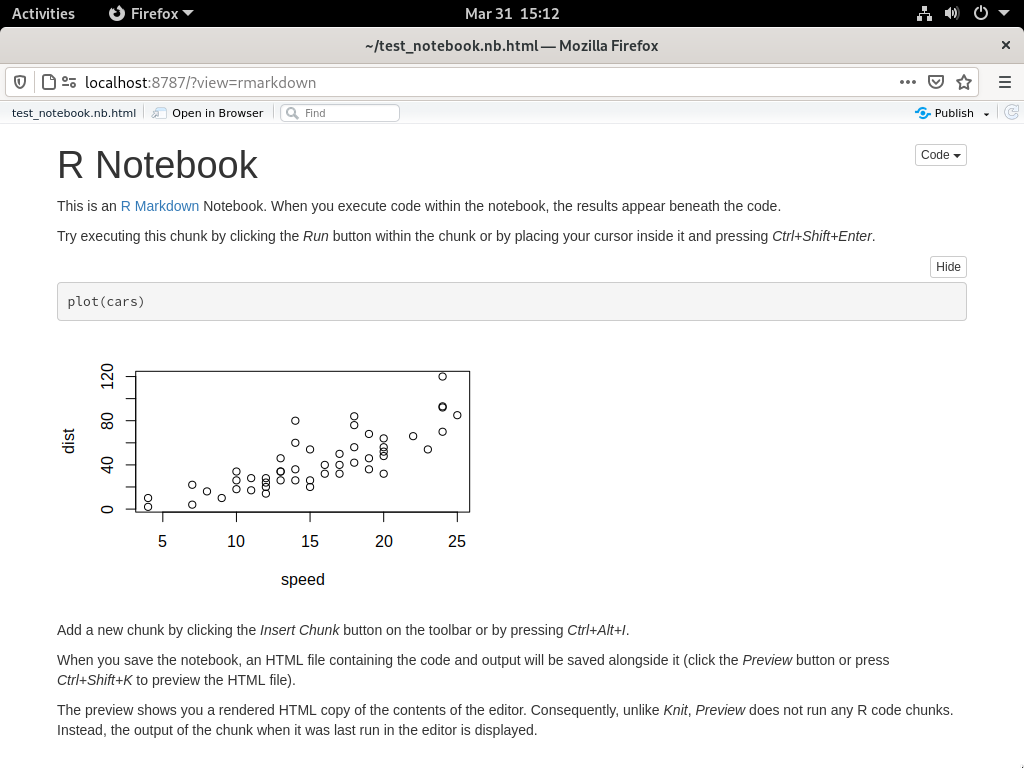 Activities Firefox Mar 31 15:12
~/test_notebook.nb.html — Mozilla Firefox
localhost:8787/?view=rmarkdown
test_notebook.nb.html Open in Browser Find Publish
R Notebook
Code
This is an R Markdown Notebook. When you execute code within the notebook, the results appear beneath the code.
Try executing this chunk by clicking the Run button within the chunk or by placing your cursor inside it and pressing Ctrl+Shift+Enter.
Hide
plot(cars)
120
80
dist
40
0
5 10 15 20 25
speed
Add a new chunk by clicking the Insert Chunk button on the toolbar or by pressing Ctrl+Alt+I.
When you save the notebook, an HTML file containing the code and output will be saved alongside it (click the Preview button or press
Ctrl+Shift+K to preview the HTML file).
The preview shows you a rendered HTML copy of the contents of the editor. Consequently, unlike Knit, Preview does not run any R code chunks.
Instead, the output of the chunk when it was last run in the editor is displayed.